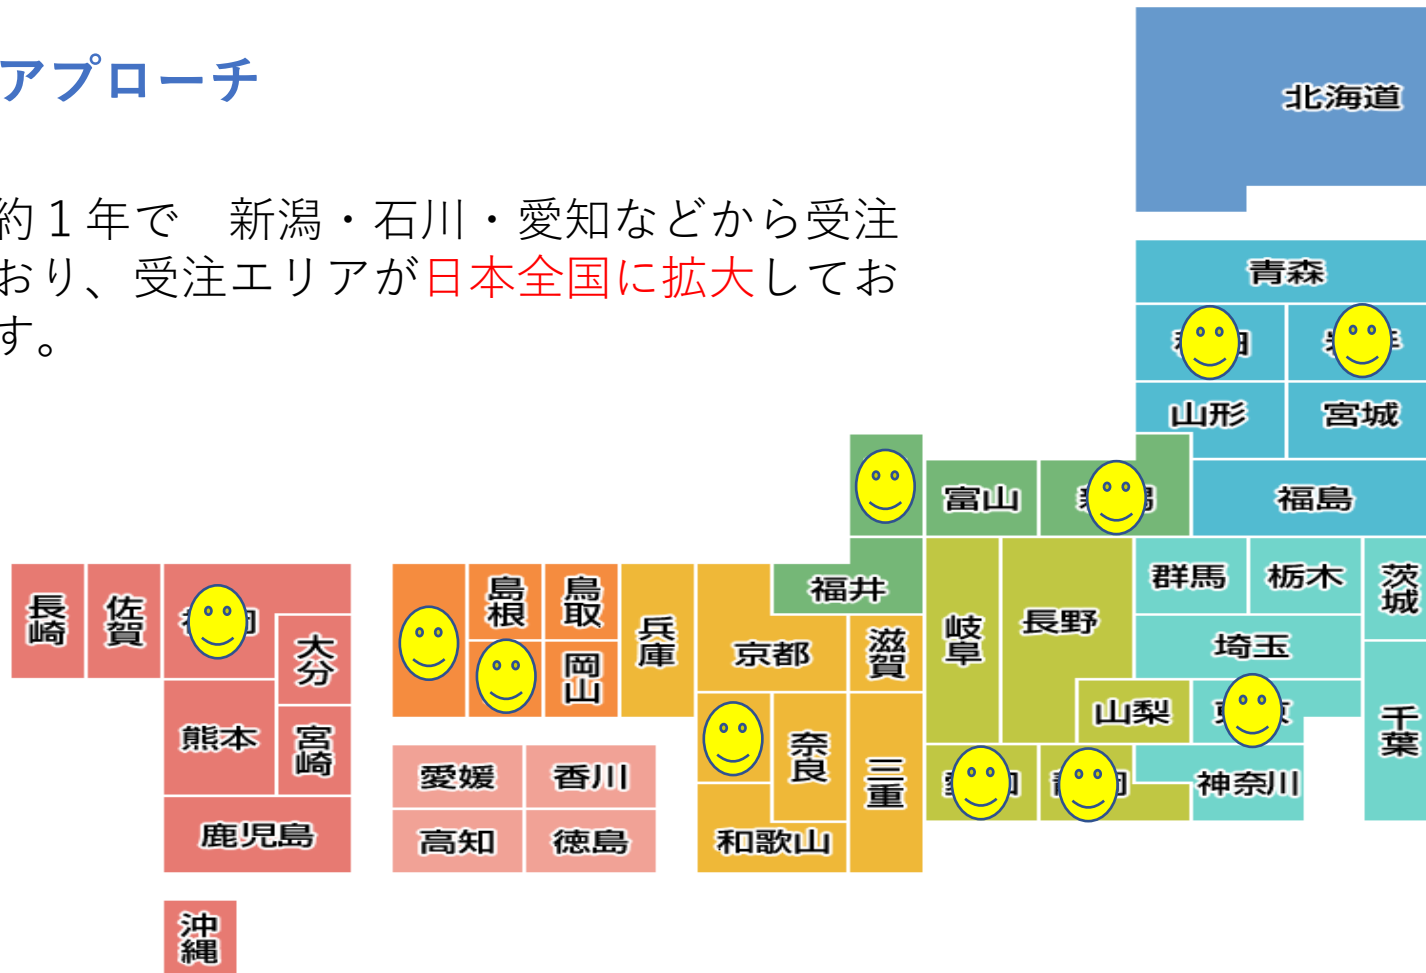 アプローチ
約１年で　新潟・石川・愛知などから受注
おり、受注エリアが日本全国に拡大してお
す。
北海道
青森
山形
宮城
富山
福島
福井
群馬
栃木
茨城
長崎
佐賀
大分
島根
鳥取
兵庫
京都
滋賀
岐阜
長野
埼玉
岡山
山梨
千葉
熊本
宮崎
奈良
三重
愛媛
香川
神奈川
鹿児島
高知
徳島
和歌山
沖縄